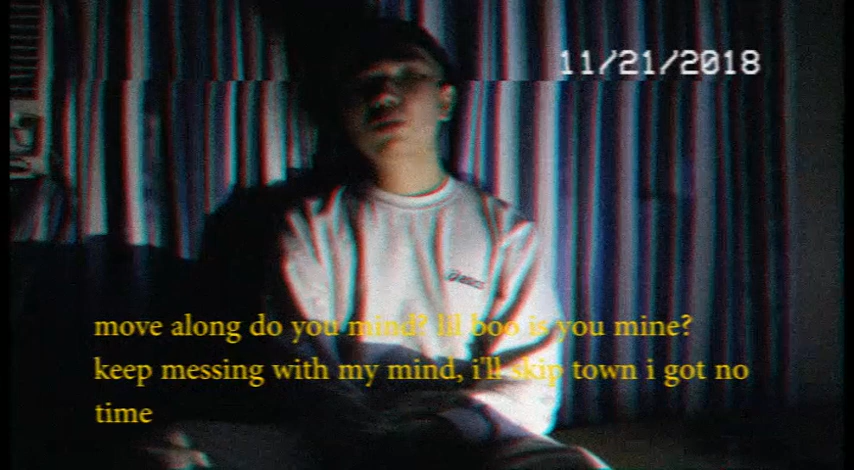 11/21/2018
asics
move along do you mind? lil boo is you mine?
keep messing with my mind, i'll skip town i got no
time